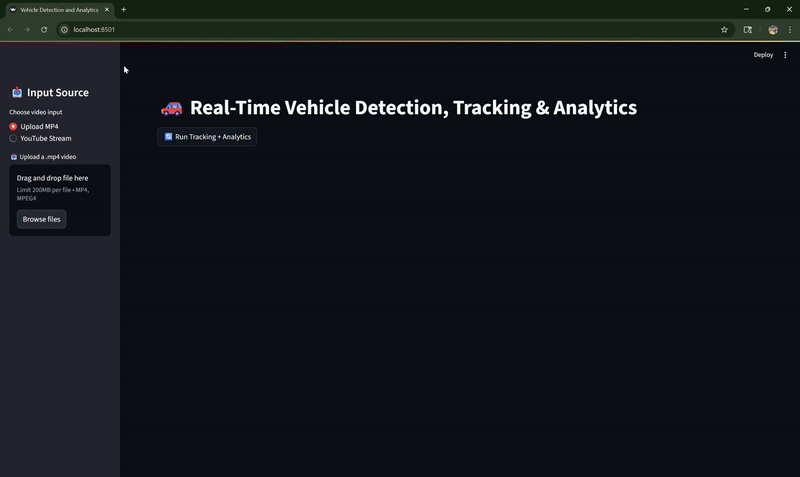 Vehicle Detection and Analytics
localhost:8501
Deploy
Input Source
Choose video input
Upload MP4
YouTube Stream
Upload a .mp4 video
Drag and drop file here
Limit 200MB per file • MP4,
MPEG4
Browse files
Real-Time Vehicle Detection, Tracking & Analytics
Run Tracking + Analytics